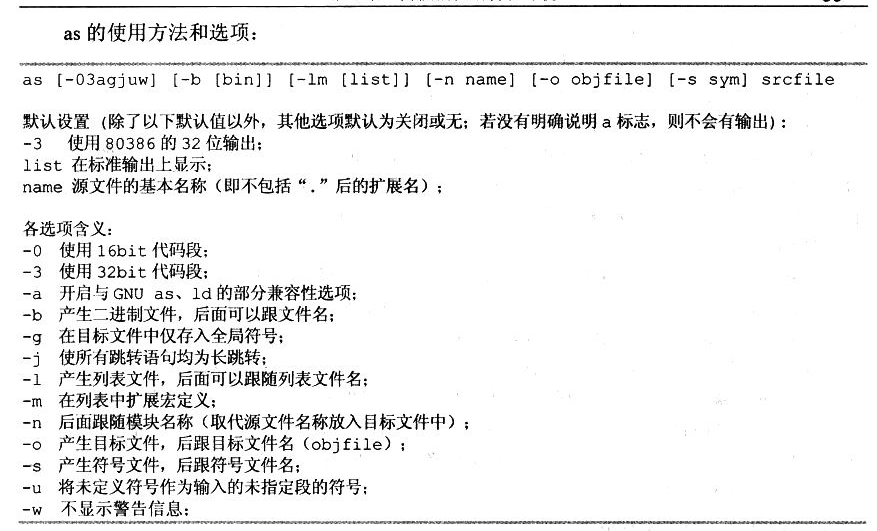 as 的使用方法和选项：
as [-03agjuw] [-b [bin]] [-lm [list]] [-n name] [-o objfile] [-s sym] srcfile
默认设置 (除了以下默认值以外，其他选项默认为关闭或无；若没有明确说明 a 标志，则不会有输出)：
-3 使用 80386 的 32 位输出；
list 在标准输出上显示；
name 源文件的基本名称（即不包括“.”后的扩展名）；
各选项含义：
-0 使用 16bit 代码段；
-3 使用 32bit 代码段；
-a 开启与 GNU as、ld 的部分兼容性选项；
-b 产生二进制文件，后面可以跟文件名；
-g 在目标文件中仅存入全局符号；
-j 使所有跳转语句均为长跳转；
-l 产生列表文件，后面可以跟随列表文件名；
-m 在列表中扩展宏定义；
-n 后面跟随模块名称（取代源文件名称放入目标文件中）；
-o 产生目标文件，后跟目标文件名（objfile）；
-s 产生符号文件，后跟符号文件名；
-u 将未定义符号作为输入的未指定段的符号；
-w 不显示警告信息；